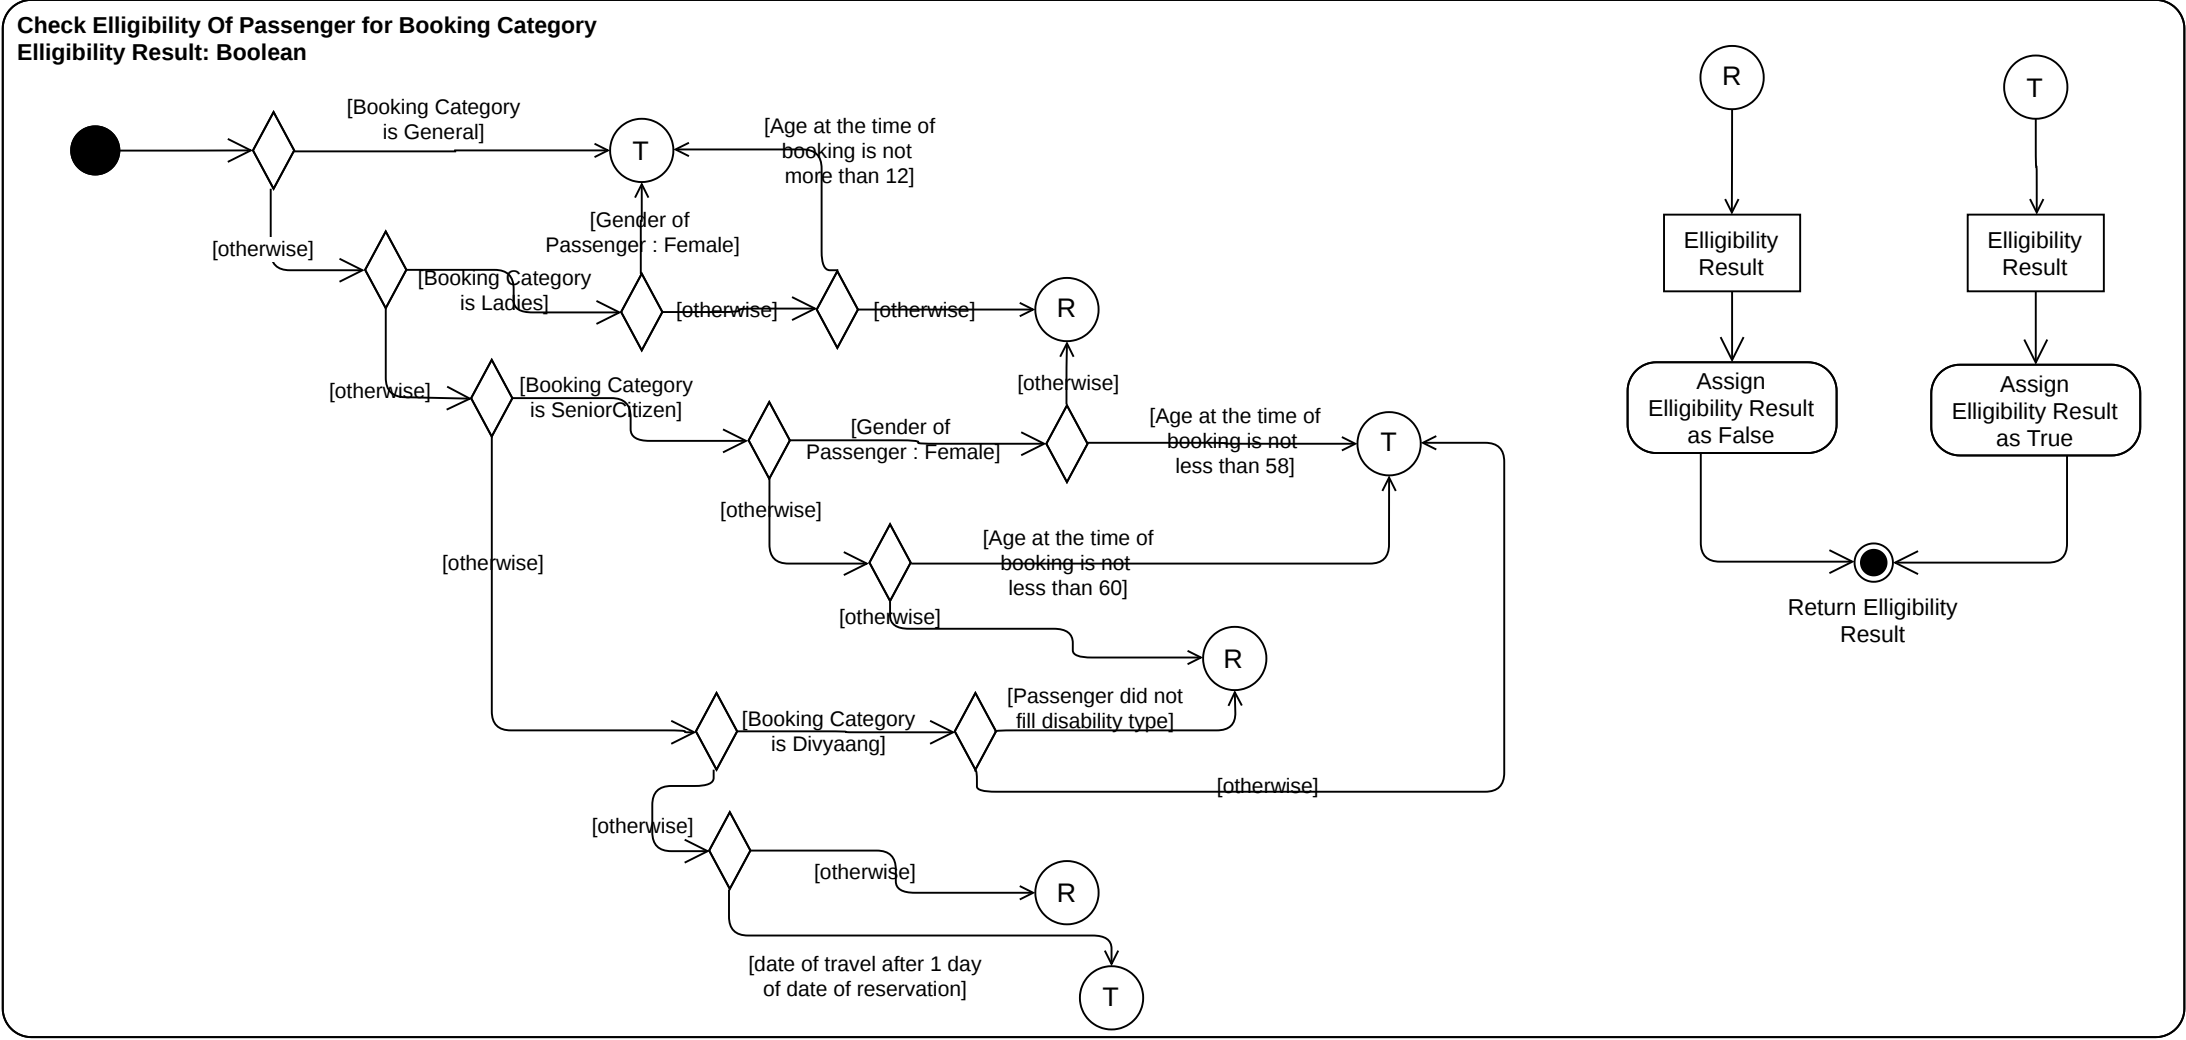 Check Elligibility Of Passenger for Booking Category
Elligibility Result: Boolean
[Booking Category
is General]
T
[Age at the time of
booking is not
more than 12]
[otherwise]
[Gender of
Passenger : Female]
[Booking Category
is Ladies]
[otherwise]
[otherwise]
R
[otherwise]
[Booking Category
is SeniorCitizen]
[otherwise]
[Gender of
Passenger : Female]
[Age at the time of
booking is not
less than 58]
T
[otherwise]
[otherwise]
[Age at the time of
booking is not
less than 60]
[otherwise]
R
[Booking Category
is Divyaang]
[Passenger did not
fill disability type]
[otherwise]
[otherwise]
[otherwise]
R
[date of travel after 1 day
of date of reservation]
T
R
Elligibility
Result
Assign
Elligibility Result
as False
T
Elligibility
Result
Assign
Elligibility Result
as True
Return Elligibility
Result